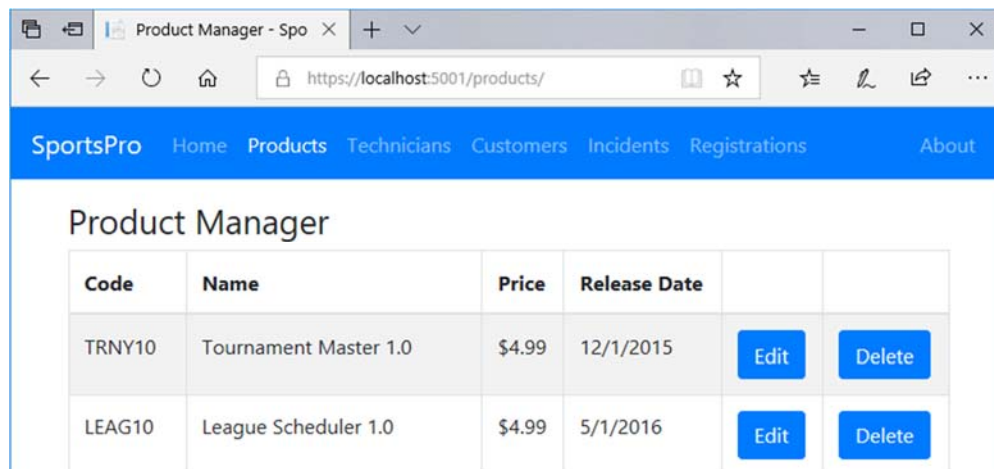 Product Manager - Spo
https://localhost:5001/products/
SportsPro Home Products Technicians Customers Incidents Registrations About
Product Manager
Code Name Price Release Date
TRNY10 Tournament Master 1.0 $4.99 12/1/2015 Edit Delete
LEAG10 League Scheduler 1.0 $4.99 5/1/2016 Edit Delete